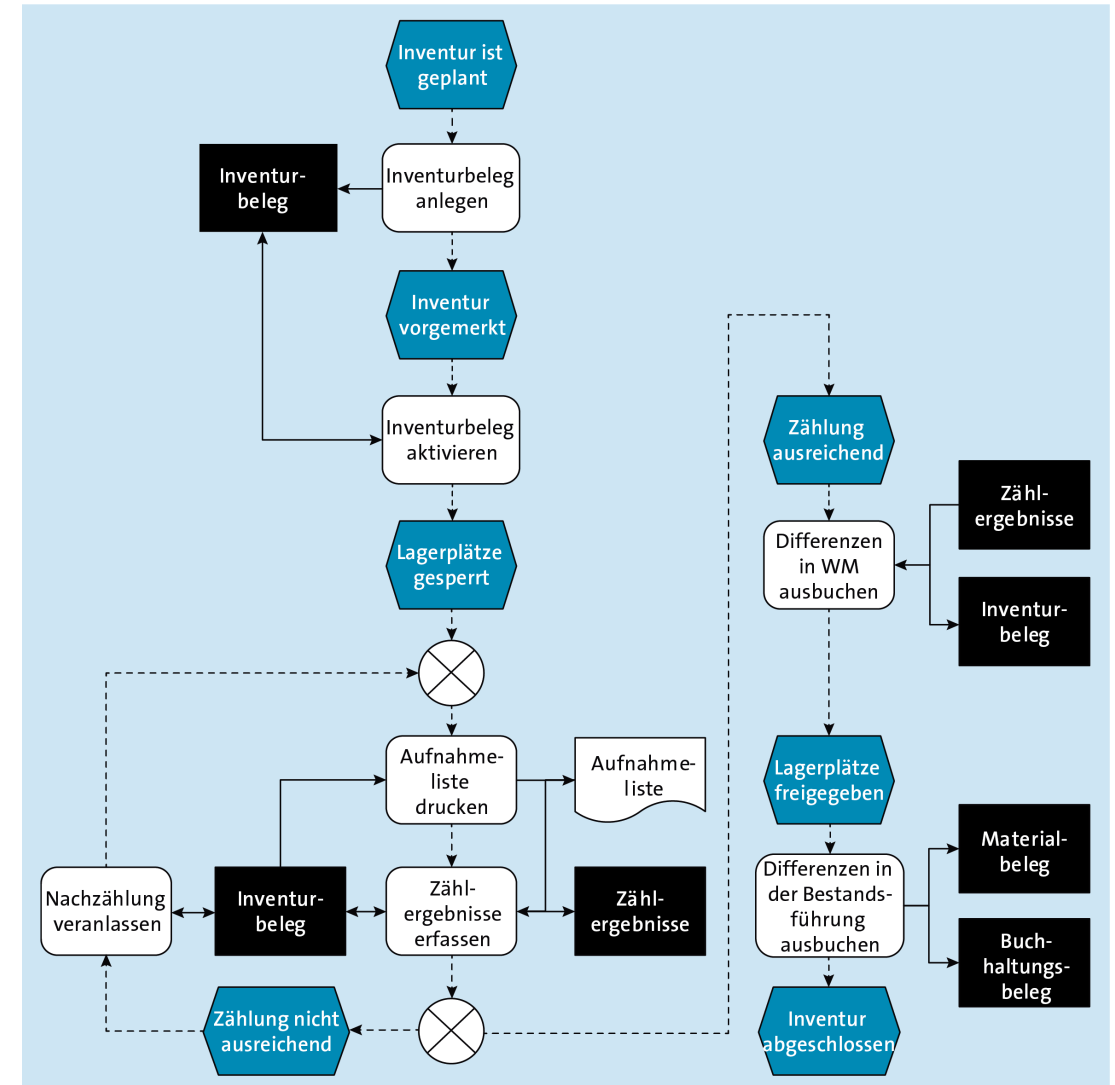 Inventur ist
geplant
Inventur-
beleg
Inventurbeleg
anlegen
Inventur
vorgemerkt
Inventurbeleg
aktivieren
Lagerplätze
gesperrt
Aufnahme-
liste
drucken
Aufnahme-
liste
Nachzählung
veranlassen
Inventur-
beleg
Zähl-
ergebnisse
erfassen
Zähl-
ergebnisse
Zählung nicht
ausreichend
Zählung
ausreichend
Zähl-
ergebnisse
Differenzen
in WM
ausbuchen
Inventur-
beleg
Lagerplätze
freigegeben
Material-
beleg
Differenzen in
der Bestands-
führung
ausbuchen
Buch-
haltungs-
beleg
Inventur
abgeschlossen